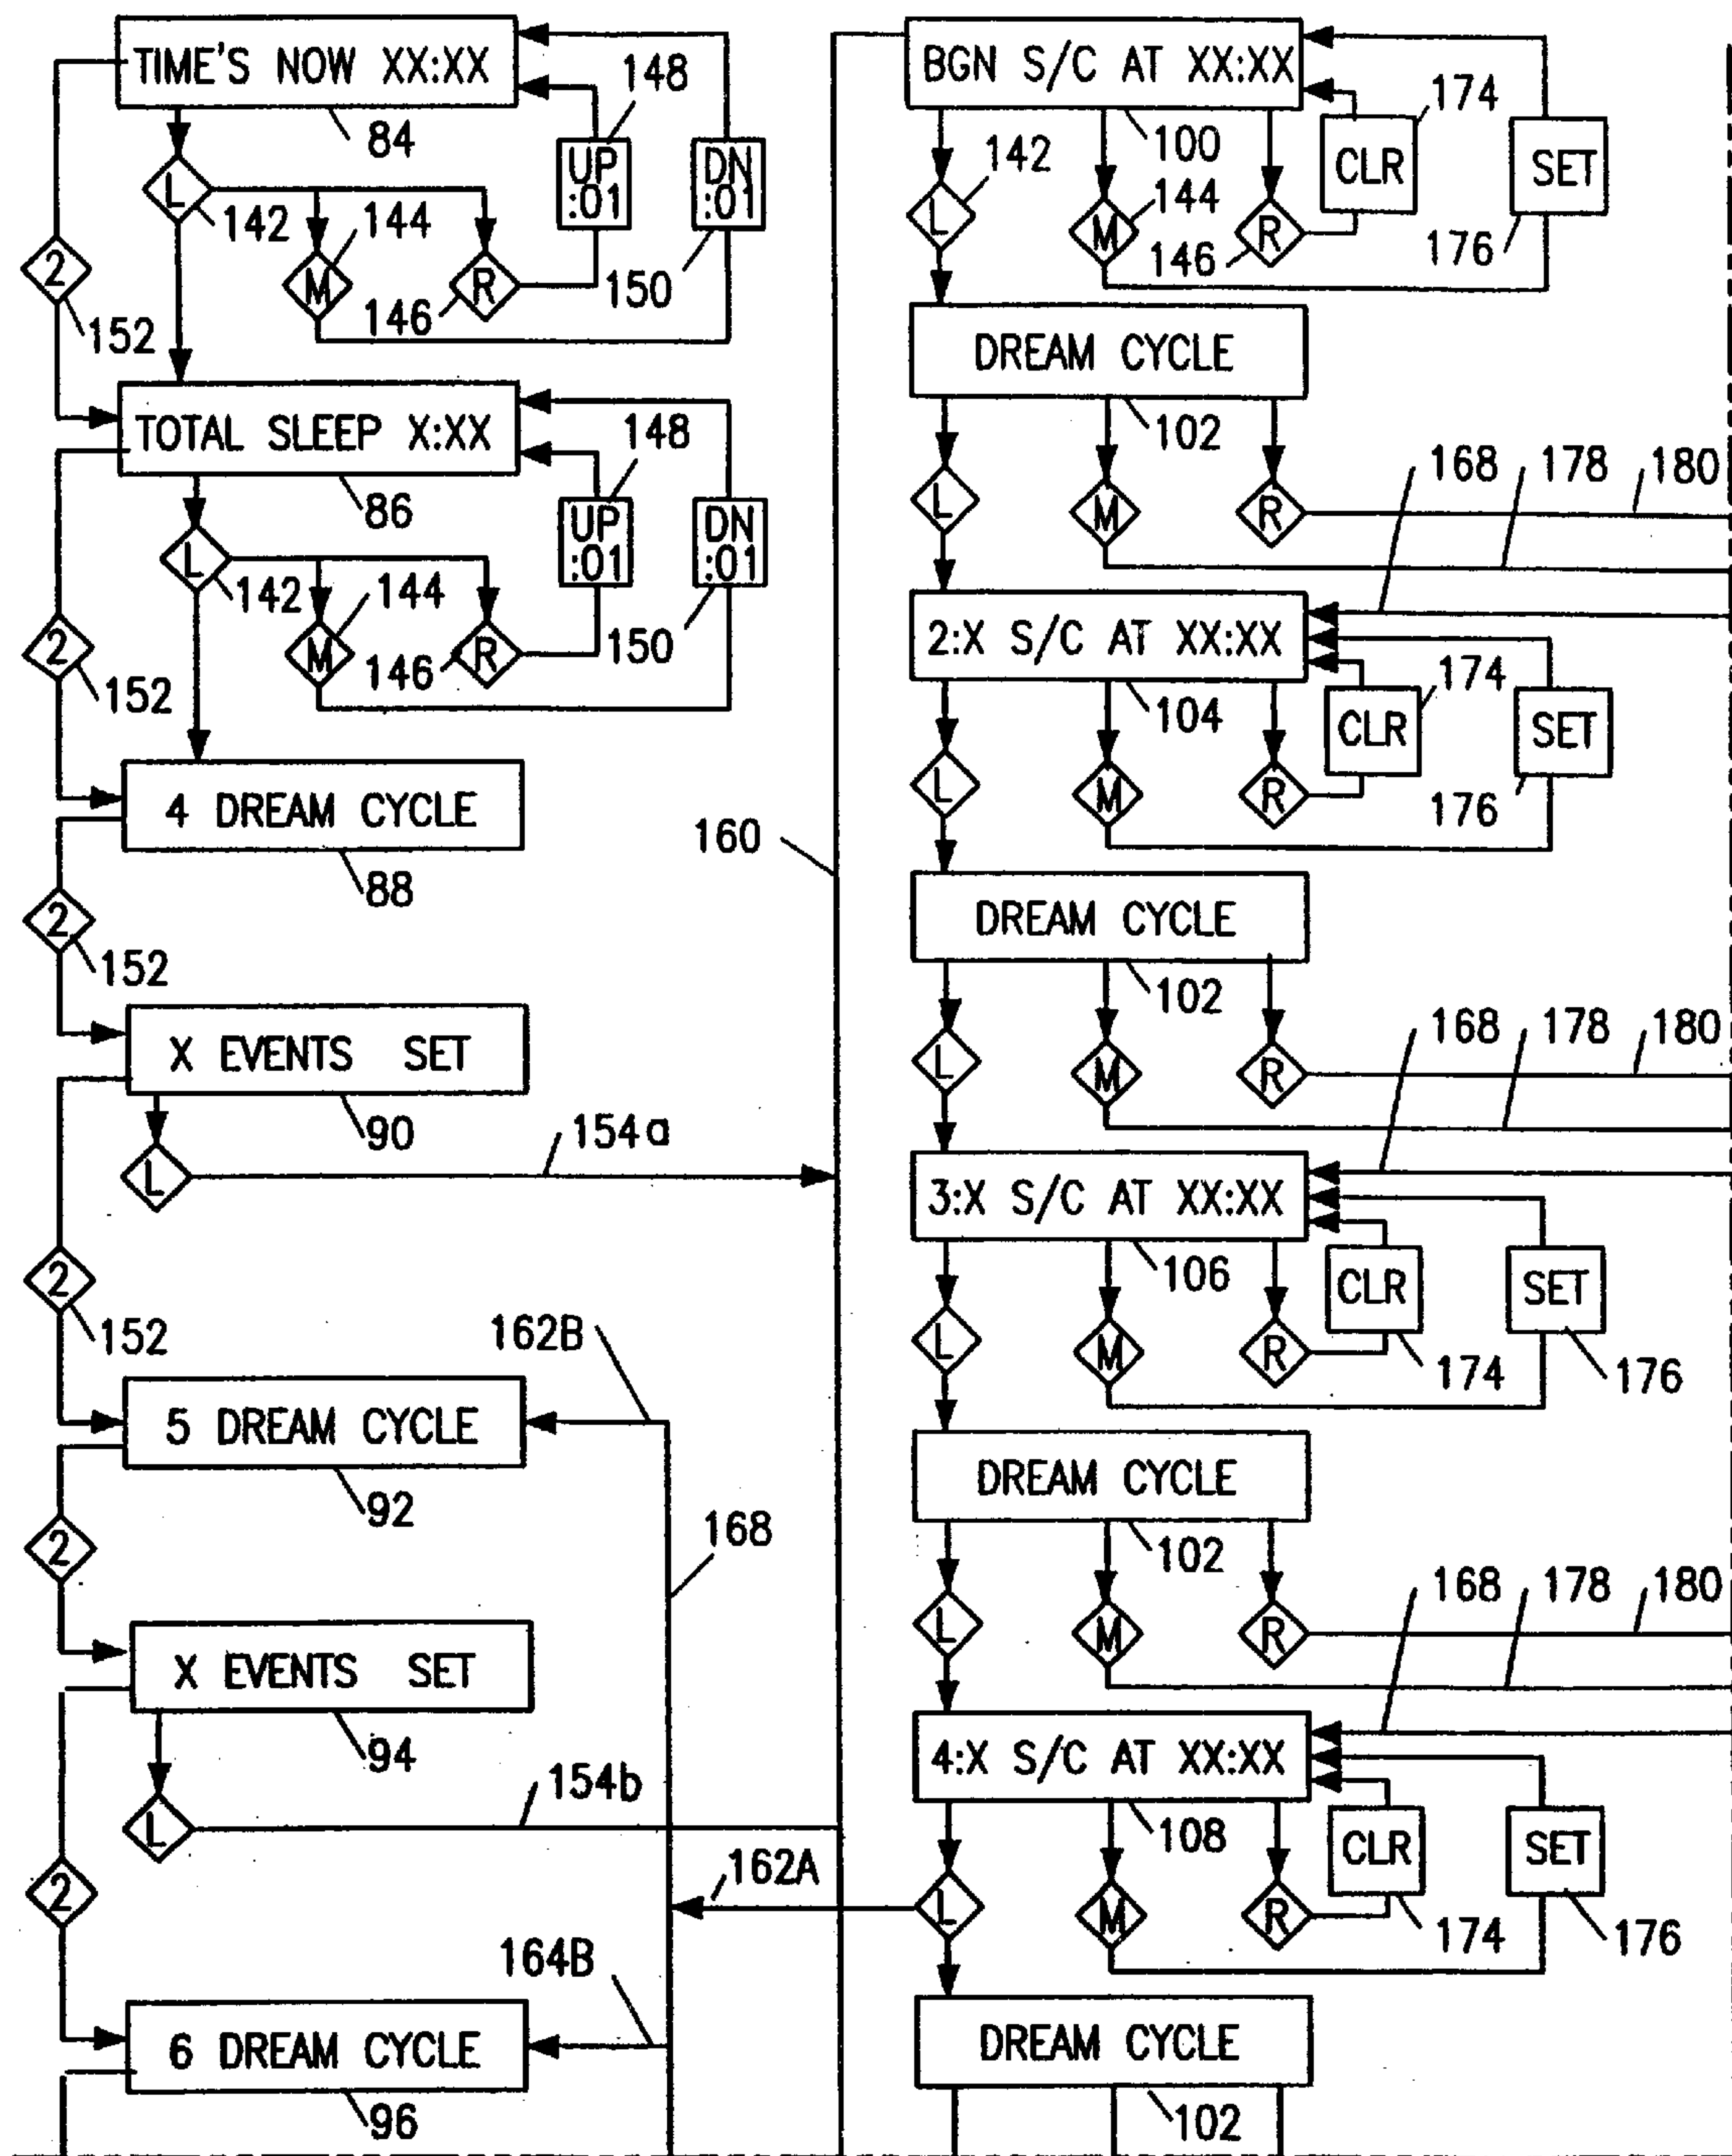 TIME'S NOW XX:XX
84
L
142
144
M
146
R
148
UP
:01
DN
:01
150
2
152
TOTAL SLEEP X:XX
86
L
142
144
M
146
R
148
UP
:01
DN
:01
150
2
152
4 DREAM CYCLE
88
2
152
X EVENTS SET
90
L
154a
2
152
162B
5 DREAM CYCLE
92
168
2
X EVENTS SET
94
L
154b
162A
2
164B
6 DREAM CYCLE
96
160
BGN S/C AT XX:XX
100
142
L
144
M
146
R
174
CLR
SET
176
DREAM CYCLE
102
L
M
R
168
178
180
2:X S/C AT XX:XX
104
L
M
R
174
CLR
SET
176
DREAM CYCLE
102
L
M
R
168
178
180
3:X S/C AT XX:XX
106
L
M
R
CLR
174
SET
176
DREAM CYCLE
102
L
M
R
168
178
180
4:X S/C AT XX:XX
108
L
M
R
CLR
174
SET
176
DREAM CYCLE
102